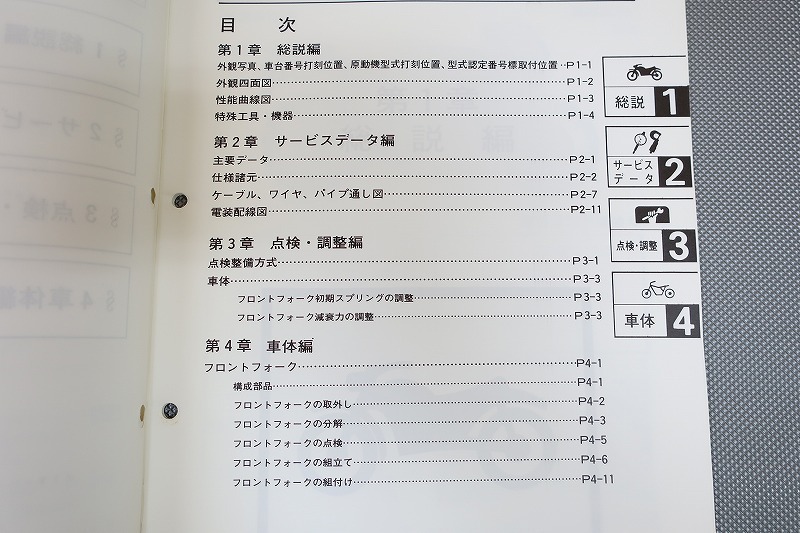 目 次
第1章 総説編
外観写真、車台番号打刻位置、原動機型式打刻位置、型式認定番号標取付位置…P1-1
外観四面図…P1-2
性能曲線図…P1-3
特殊工具・機器…P1-4
第2章 サービスデータ編
主要データ…P2-1
仕様諸元…P2-2
ケーブル、ワイヤ、パイプ通し図…P2-7
電装配線図…P2-11
第3章 点検・調整編
点検整備方式…P3-1
車体…P3-3
フロントフォーク初期スプリングの調整…P3-3
フロントフォーク減衰力の調整…P3-3
第4章 車体編
フロントフォーク…P4-1
構成部品…P4-1
フロントフォークの取外し…P4-2
フロントフォークの分解…P4-3
フロントフォークの点検…P4-5
フロントフォークの組立て…P4-6
フロントフォークの組付け…P4-11
総説 1
サービス
データ 2
点検・調整 3
車体 4